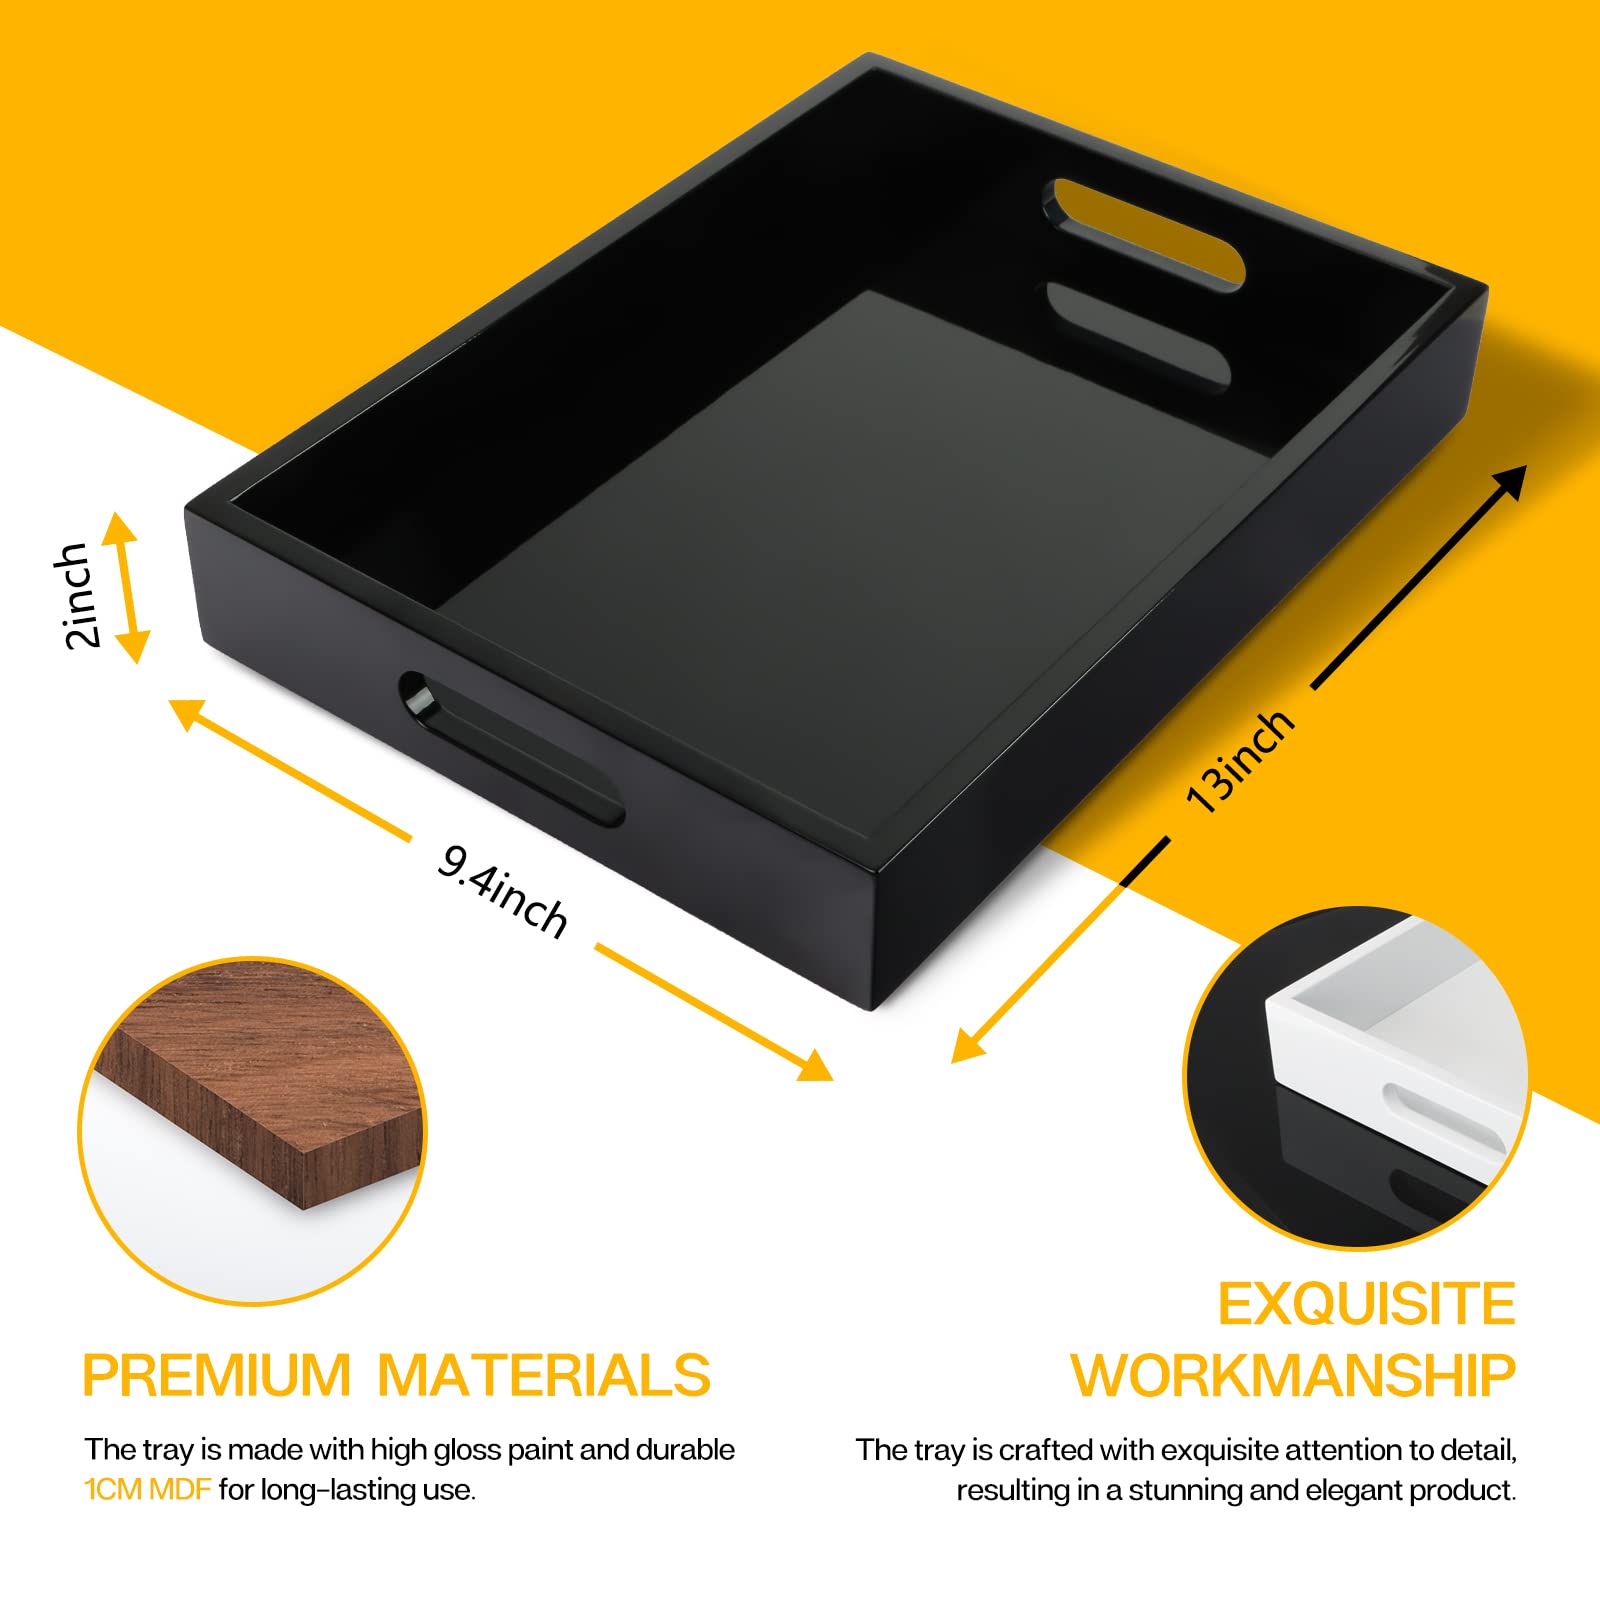 2inch
9.4inch
13inch
PREMIUM MATERIALS
The tray is made with high gloss paint and durable
1CM MDF for long-lasting use.
EXQUISITE
WORKMANSHIP
The tray is crafted with exquisite attention to detail,
resulting in a stunning and elegant product.